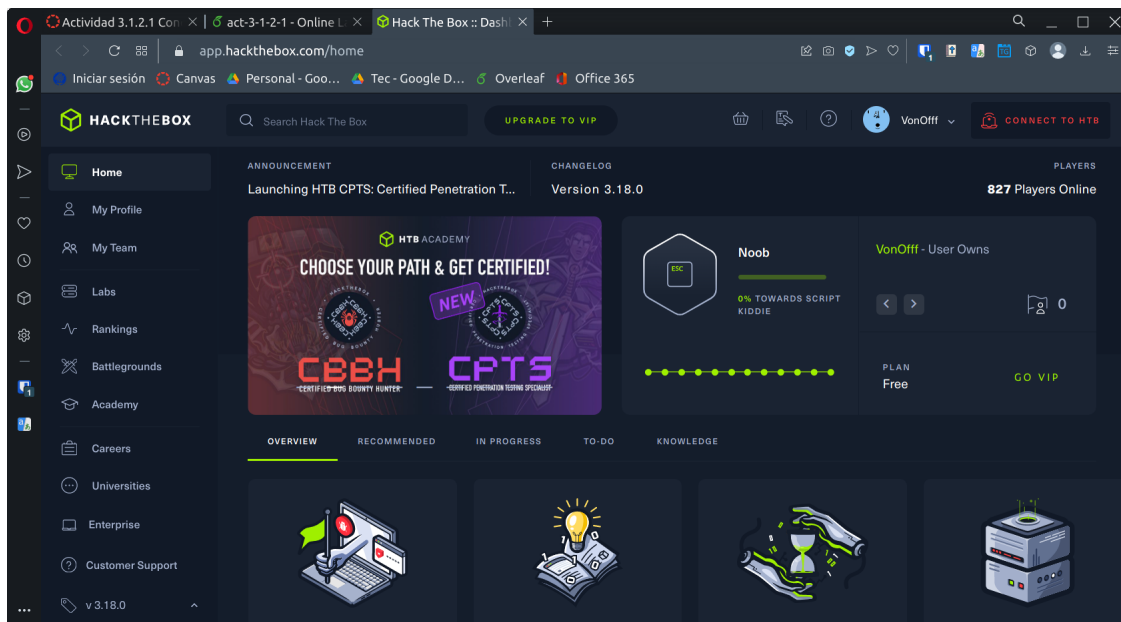 Actividad 3.1.2.1 Con
act-3-1-2-1 - Online L
Hack The Box :: Dash
app.hackthebox.com/home
Iniciar sesión
Canvas
Personal - Goo...
Tec - Google D...
Overleaf
Office 365
HACKTHEBOX
Search Hack The Box
UPGRADE TO VIP
VonOfff
CONNECT TO HTB
Home
My Profile
My Team
Labs
Rankings
Battlegrounds
Academy
Careers
Universities
Enterprise
Customer Support
v 3.18.0
ANNOUNCEMENT
Launching HTB CPTS: Certified Penetration T...
CHANGELOG
Version 3.18.0
PLAYERS
827 Players Online
HTB ACADEMY
CHOOSE YOUR PATH & GET CERTIFIED!
NEW
CBBH
CERTIFIED BUG BOUNTY HUNTER
CPTS
CERTIFIED PENETRATION TESTING SPECIALIST
ESC
Noob
0% TOWARDS SCRIPT
KIDDIE
VonOfff - User Owns
0
PLAN
Free
GO VIP
OVERVIEW
RECOMMENDED
IN PROGRESS
TO-DO
KNOWLEDGE